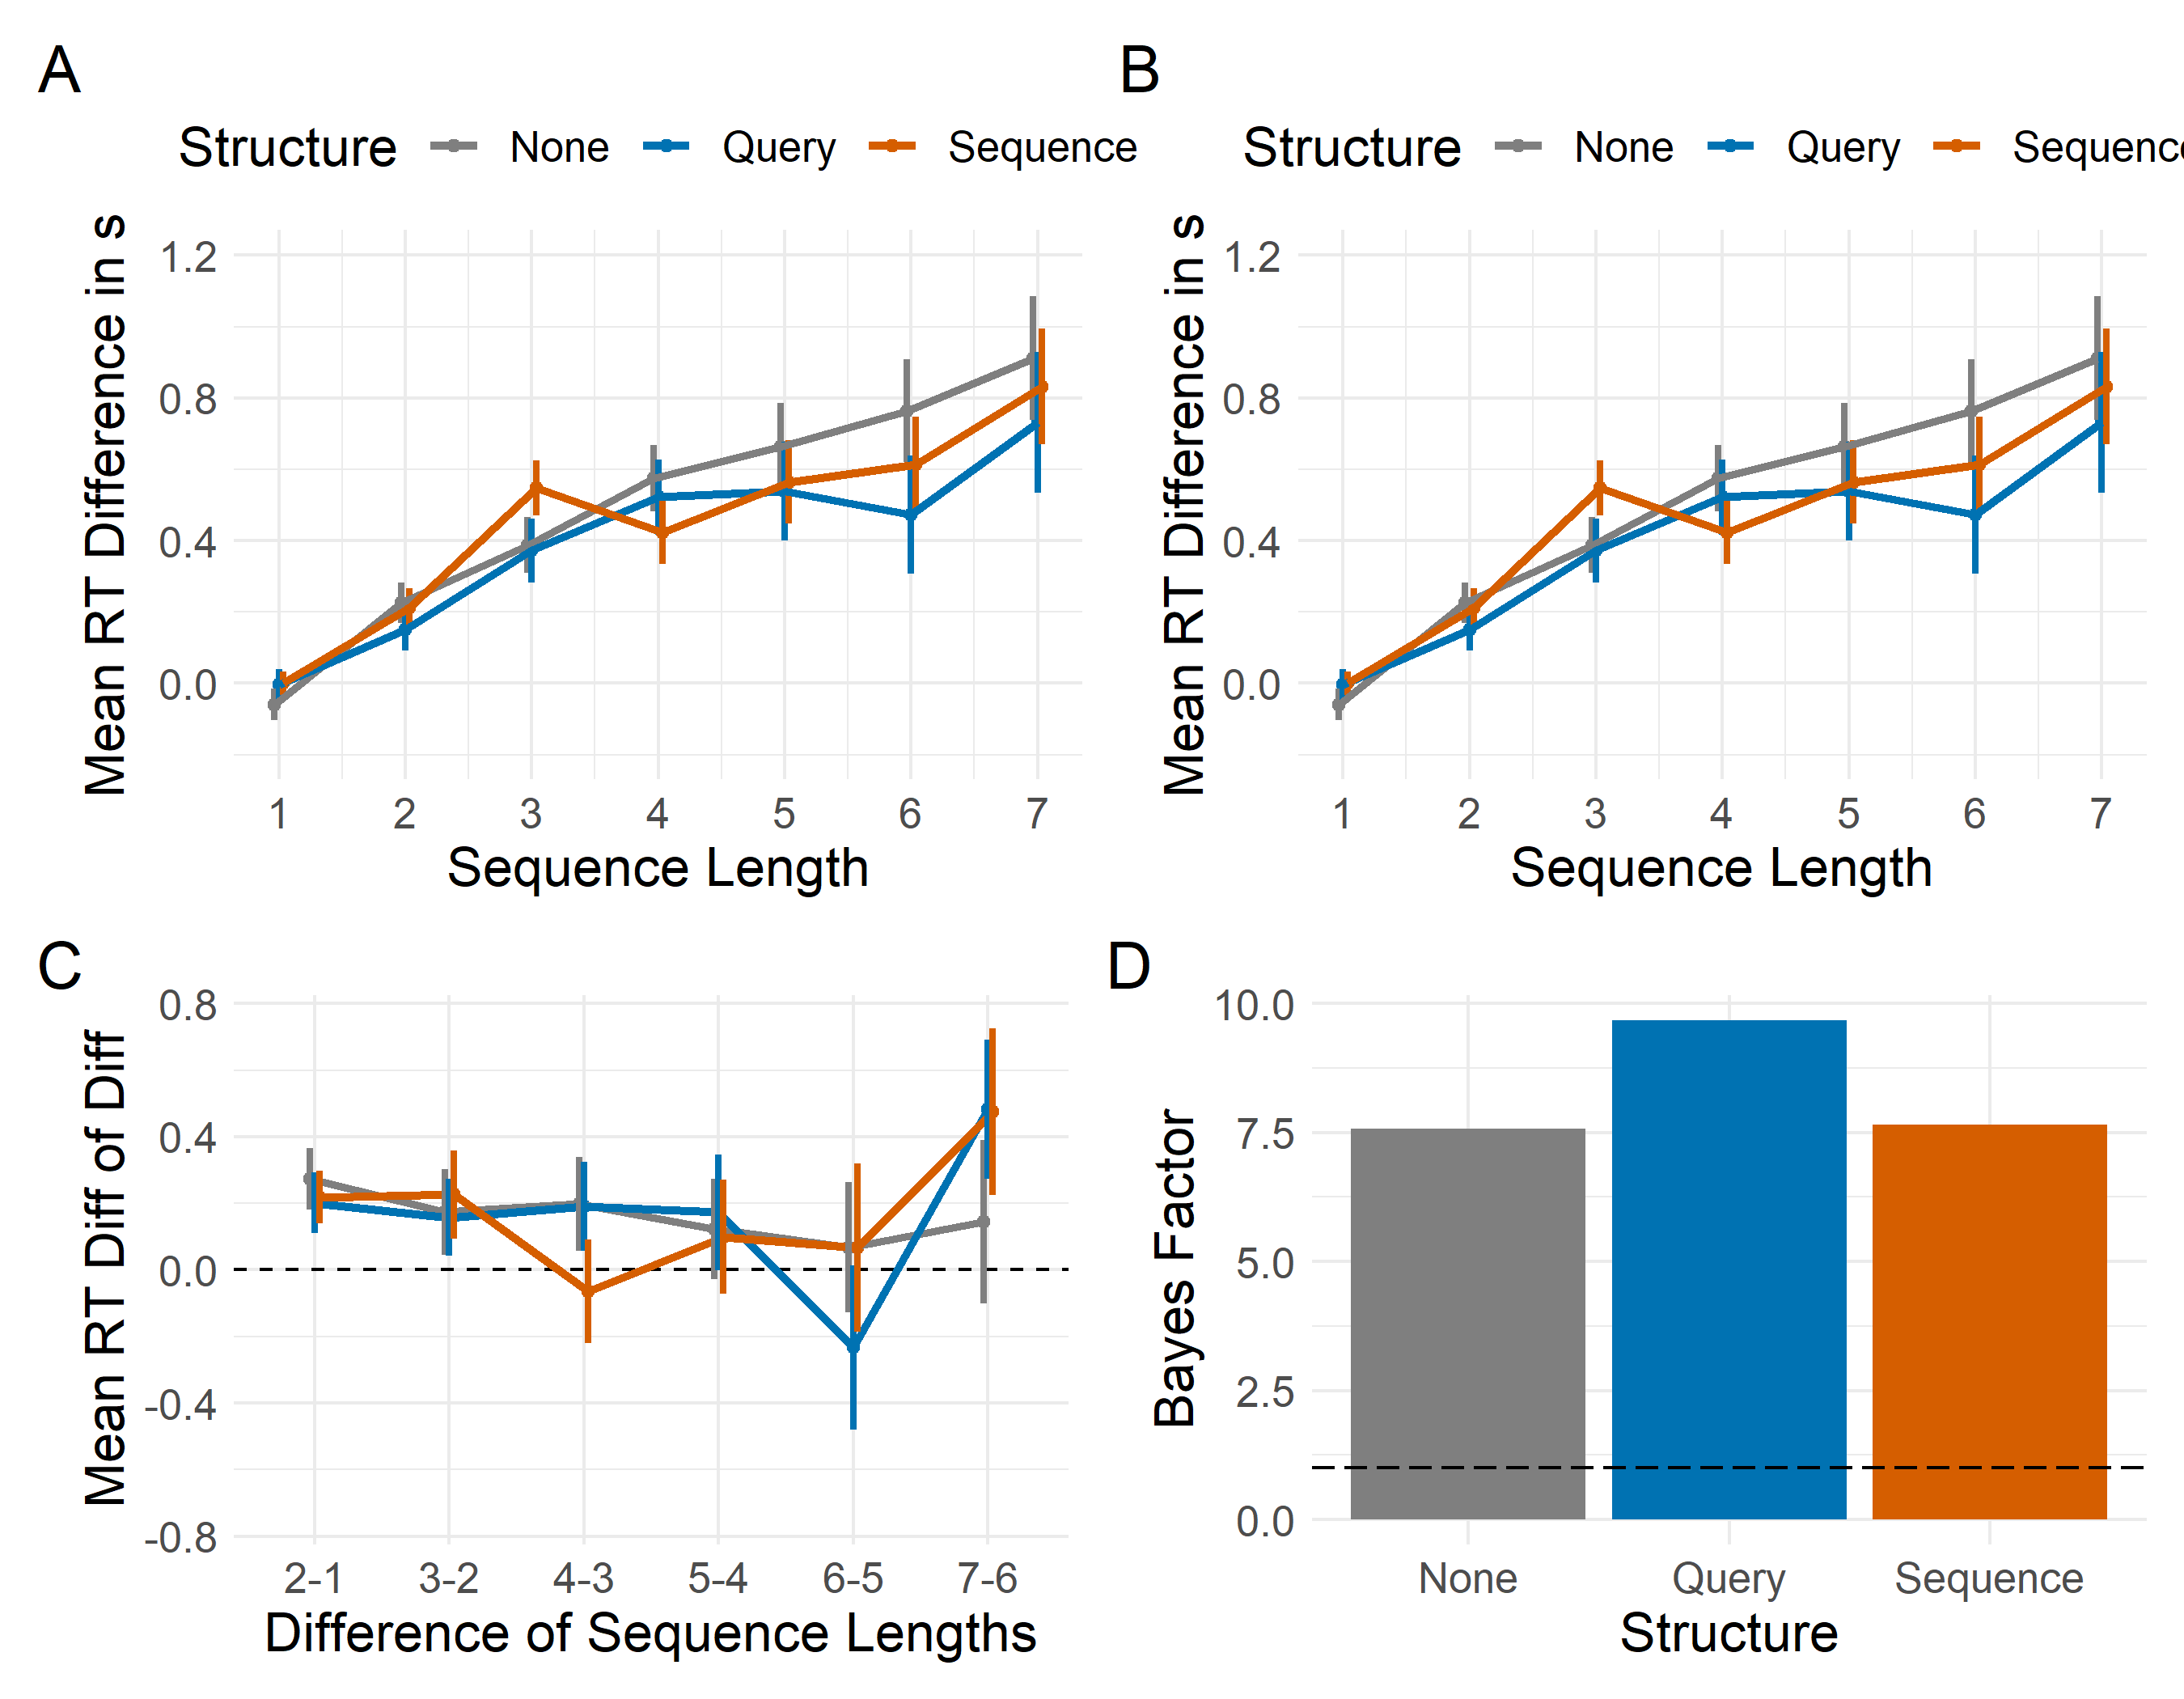 A
Structure None Query Sequence
Mean RT Difference in s
1.2
0.8
0.4
0.0
1 2 3 4 5 6 7
Sequence Length
B
Structure None Query Sequenc
Mean RT Difference in s
1.2
0.8
0.4
0.0
1 2 3 4 5 6 7
Sequence Length
C
Mean RT Diff of Diff
0.8
0.4
0.0
-0.4
-0.8
2-1 3-2 4-3 5-4 6-5 7-6
Difference of Sequence Lengths
D
Bayes Factor
10.0
7.5
5.0
2.5
0.0
None Query Sequence
Structure